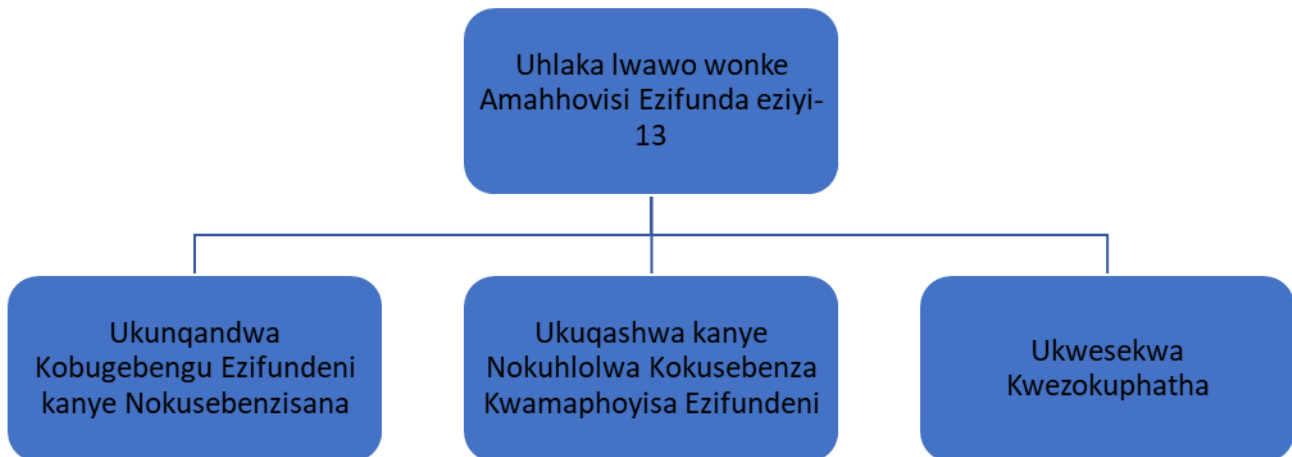 Uhlaka lwawo wonke
Amahhovisi Ezifunda eziyi-
13
Ukunqandwa
Kobugebengu Ezifundeni
kanye Nokusebenzisana
Ukuqashwa kanye
Nokuhlolwa Kokusebenza
Kwamaphoyisa Ezifundeni
Ukwesekwa
Kwezokuphatha